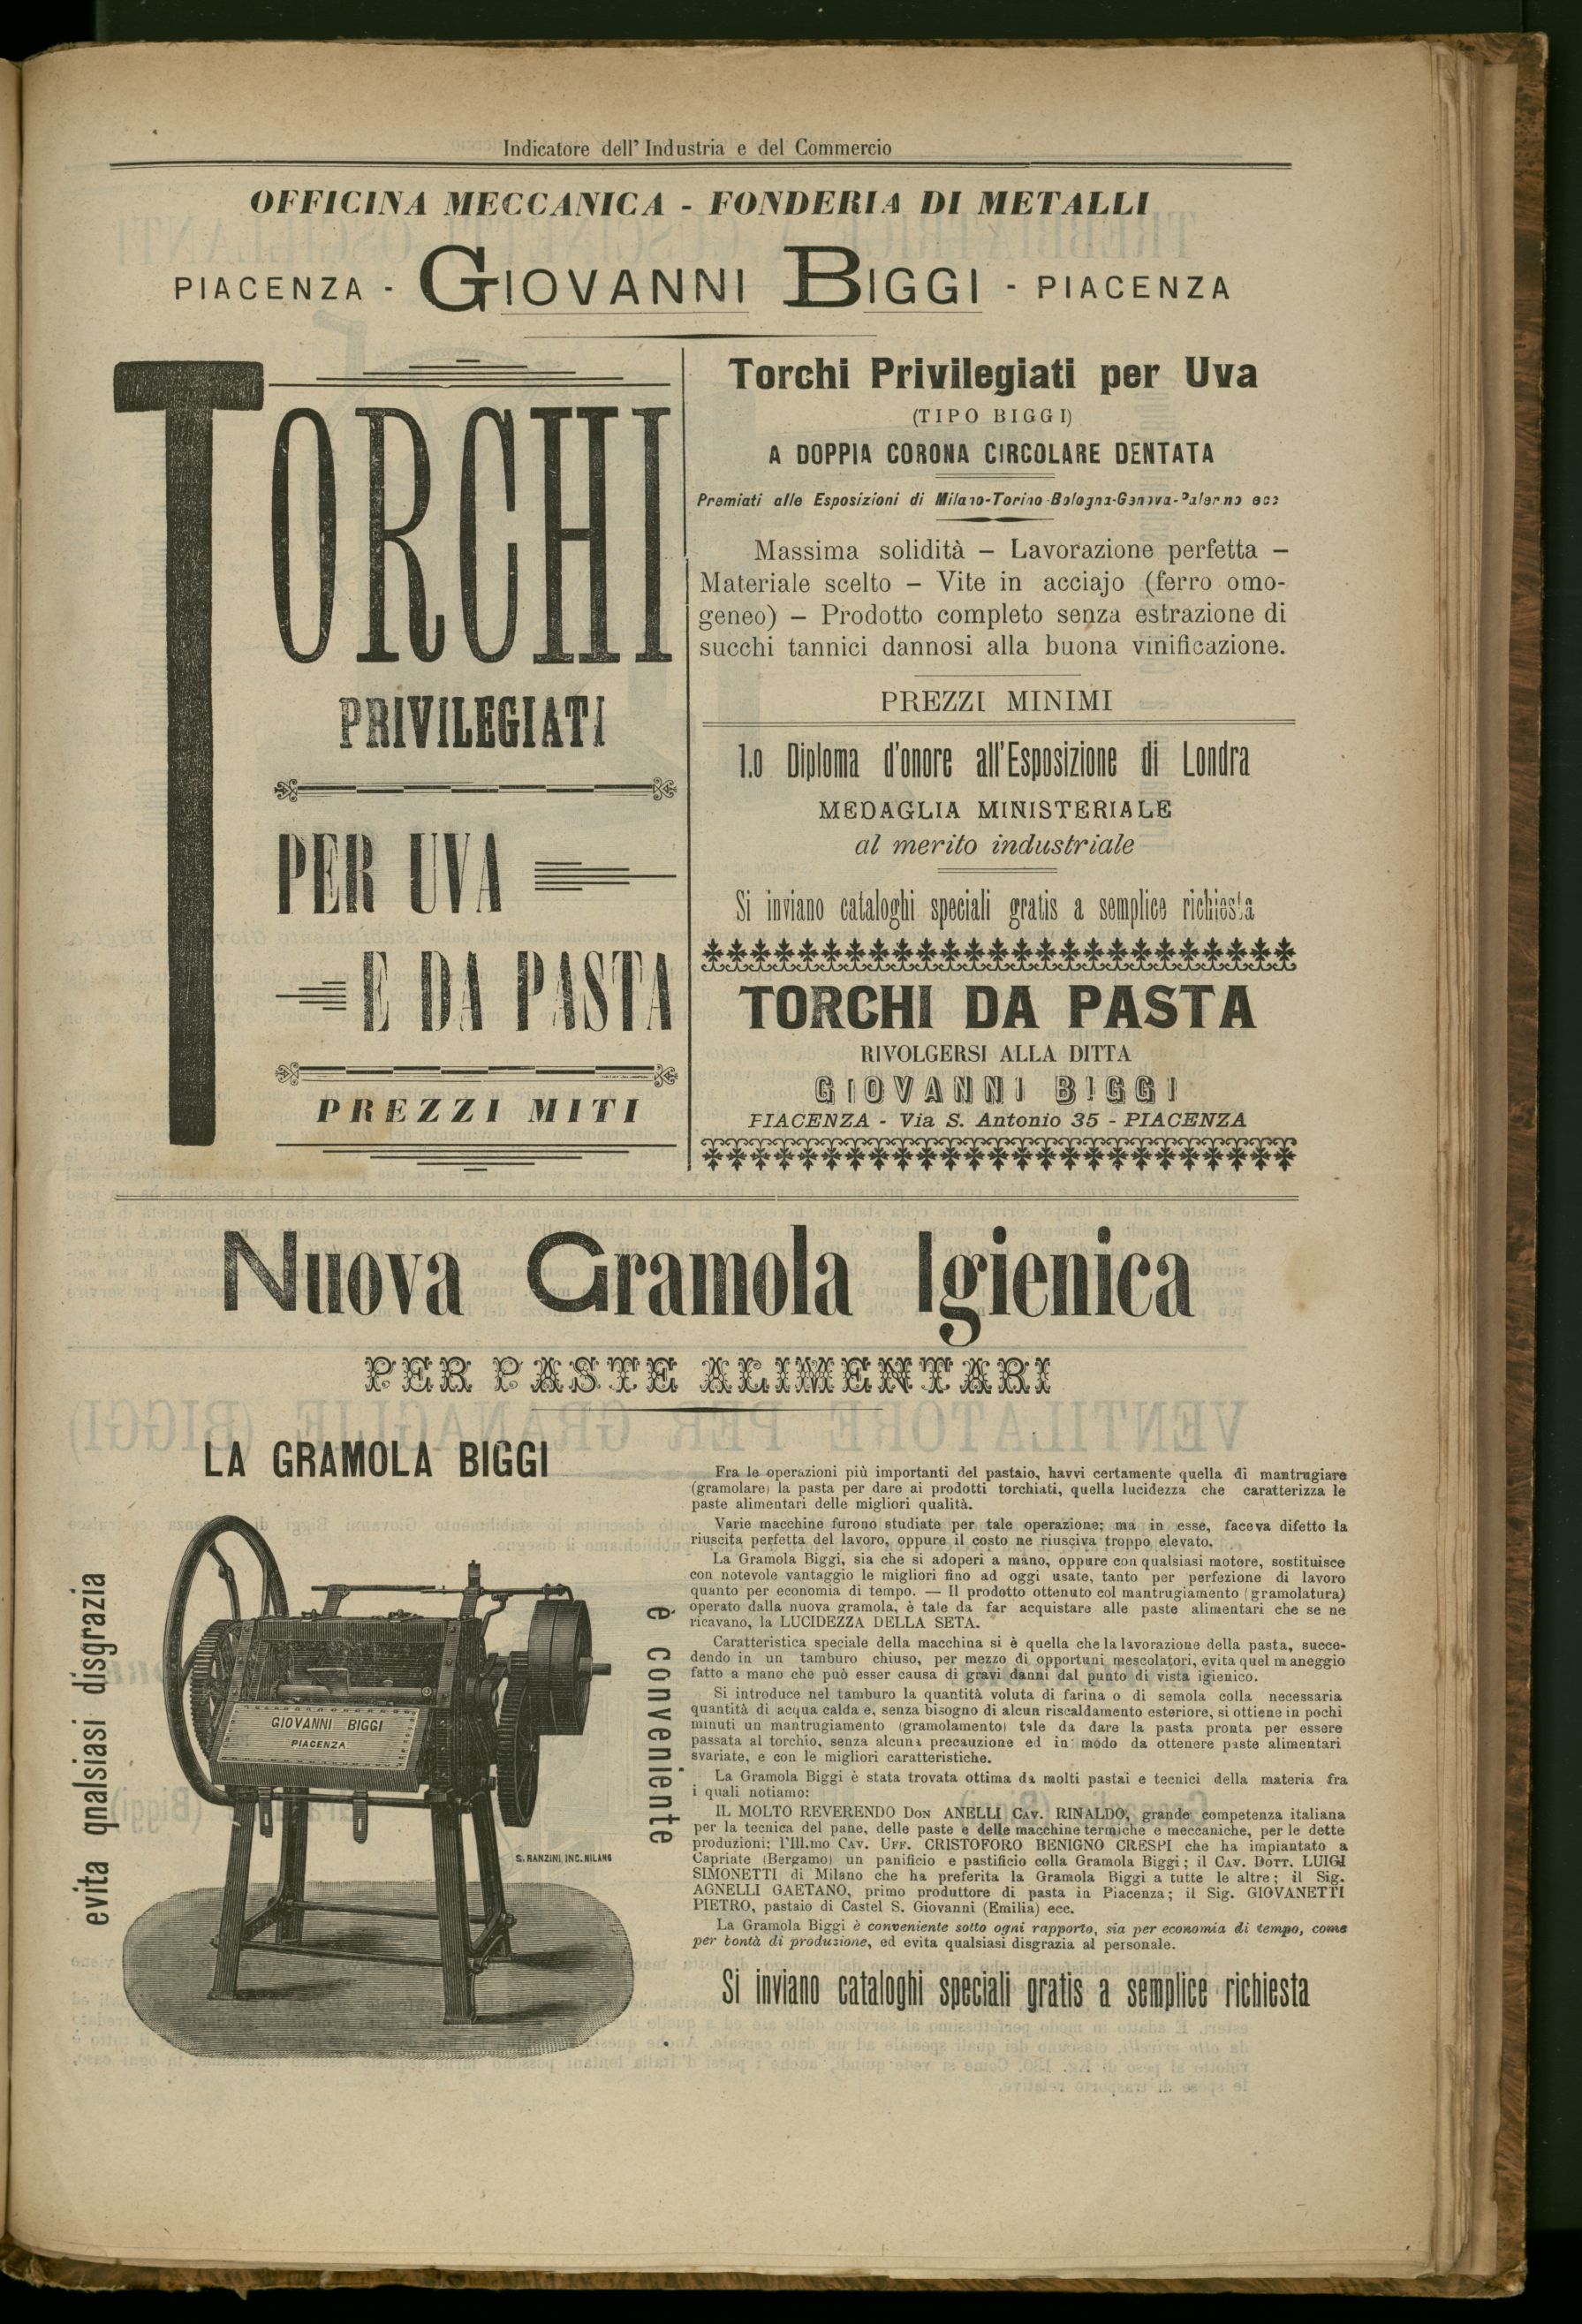 Indicatore dell' Industria e del Commercio
OFFICINA MECCANICA - FONDERIA DI METALLI
PIACENZA - GIOVANNI BIGGI - PIACENZA
TORCHI
PRIVILEGIATI
PER UVA
E DA PASTA
PREZZI MITI
Torchi Privilegiati per Uva
(TIPO BIGGI)
A DOPPIA CORONA CIRCOLARE DENTATA
Premiati alle Esposizioni di Milano-Torino-Bologna-Genova-Palermo ecc
Massima solidità – Lavorazione perfetta –
Materiale scelto – Vite in acciajo (ferro omo-
geneo) – Prodotto completo senza estrazione di
succhi tannici dannosi alla buona vinificazione.
PREZZI MINIMI
1.o Diploma d'onore all'Esposizione di Londra
MEDAGLIA MINISTERIALE
al merito industriale
Si inviano cataloghi speciali gratis a semplice richiesta
TORCHI DA PASTA
RIVOLGERSI ALLA DITTA
GIOVANNI BIGGI
PIACENZA - Via S. Antonio 35 - PIACENZA
Nuova Gramola Igienica
PER PASTE ALIMENTARI
LA GRAMOLA BIGGI
evita qnalsiasi disgrazia
GIOVANNI BIGGI
PIACENZA
S. RANZINI, INC. MILANO
è conveniente
Fra le operazioni più importanti del pastaio, havvi certamente quella di mantrugiare
(gramolare) la pasta per dare ai prodotti torchiati, quella lucidezza che caratterizza le
paste alimentari delle migliori qualità.
Varie macchine furono studiate per tale operazione; ma in esse, faceva difetto la
riuscita perfetta del lavoro, oppure il costo ne riusciva troppo elevato.
La Gramola Biggi, sia che si adoperi a mano, oppure con qualsiasi motore, sostituisce
con notevole vantaggio le migliori fino ad oggi usate, tanto per perfezione di lavoro
quanto per economia di tempo. — Il prodotto ottenuto col mantrugiamento (gramolatura)
operato dalla nuova gramola, è tale da far acquistare alle paste alimentari che se ne
ricavano, la LUCIDEZZA DELLA SETA.
Caratteristica speciale della macchina si è quella che la lavorazione della pasta, succe-
dendo in un tamburo chiuso, per mezzo di opportuni mescolatori, evita quel maneggio
fatto a mano che può esser causa di gravi danni dal punto di vista igienico.
Si introduce nel tamburo la quantità voluta di farina o di semola colla necessaria
quantità di acqua calda e, senza bisogno di alcun riscaldamento esteriore, si ottiene in pochi
minuti un mantrugiamento (gramolamento) tale da dare la pasta pronta per essere
passata al torchio, senza alcuna precauzione ed in modo da ottenere paste alimentari
svariate, e con le migliori caratteristiche.
La Gramola Biggi è stata trovata ottima da molti pastai e tecnici della materia fra
i quali notiamo:
IL MOLTO REVERENDO DON ANELLI CAV. RINALDO, grande competenza italiana
per la tecnica del pane, delle paste e delle macchine termiche e meccaniche, per le dette
produzioni; l'Ill.mo CAV. UFF. CRISTOFORO BENIGNO CRESPI che ha impiantato a
Capriate (Bergamo) un panificio e pastificio colla Gramola Biggi; il CAV. DOTT. LUIGI
SIMONETTI di Milano che ha preferita la Gramola Biggi a tutte le altre; il Sig.
AGNELLI GAETANO, primo produttore di pasta in Piacenza; il Sig. GIOVANETTI
PIETRO, pastaio di Castel S. Giovanni (Emilia) ecc.
La Gramola Biggi è conveniente sotto ogni rapporto, sia per economia di tempo, come
per bontà di produzione, ed evita qualsiasi disgrazia al personale.
Si inviano cataloghi speciali gratis a semplice richiesta